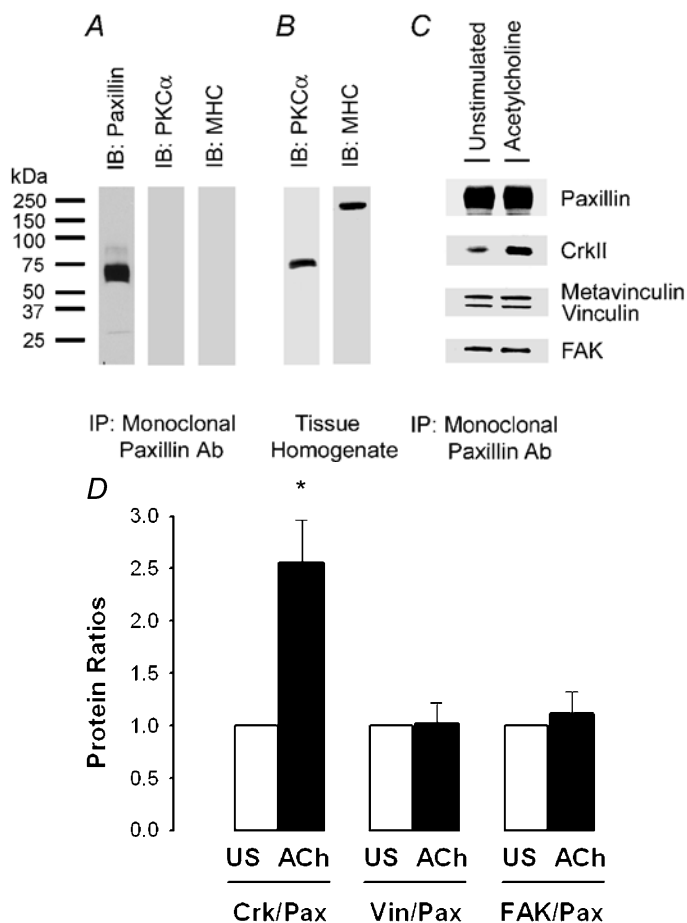 A
B
C
IB: Paxillin
IB: PKCα
IB: MHC
IB: PKCα
IB: MHC
Unstimulated
Acetylcholine
kDa
250
150
100
75
50
37
25
Paxillin
CrkII
Metavinculin
Vinculin
FAK
IP: Monoclonal
Paxillin Ab
Tissue
Homogenate
IP: Monoclonal
Paxillin Ab
D
*
Protein Ratios
3.0
2.5
2.0
1.5
1.0
0.5
0.0
US ACh US ACh US ACh
Crk/Pax Vin/Pax FAK/Pax